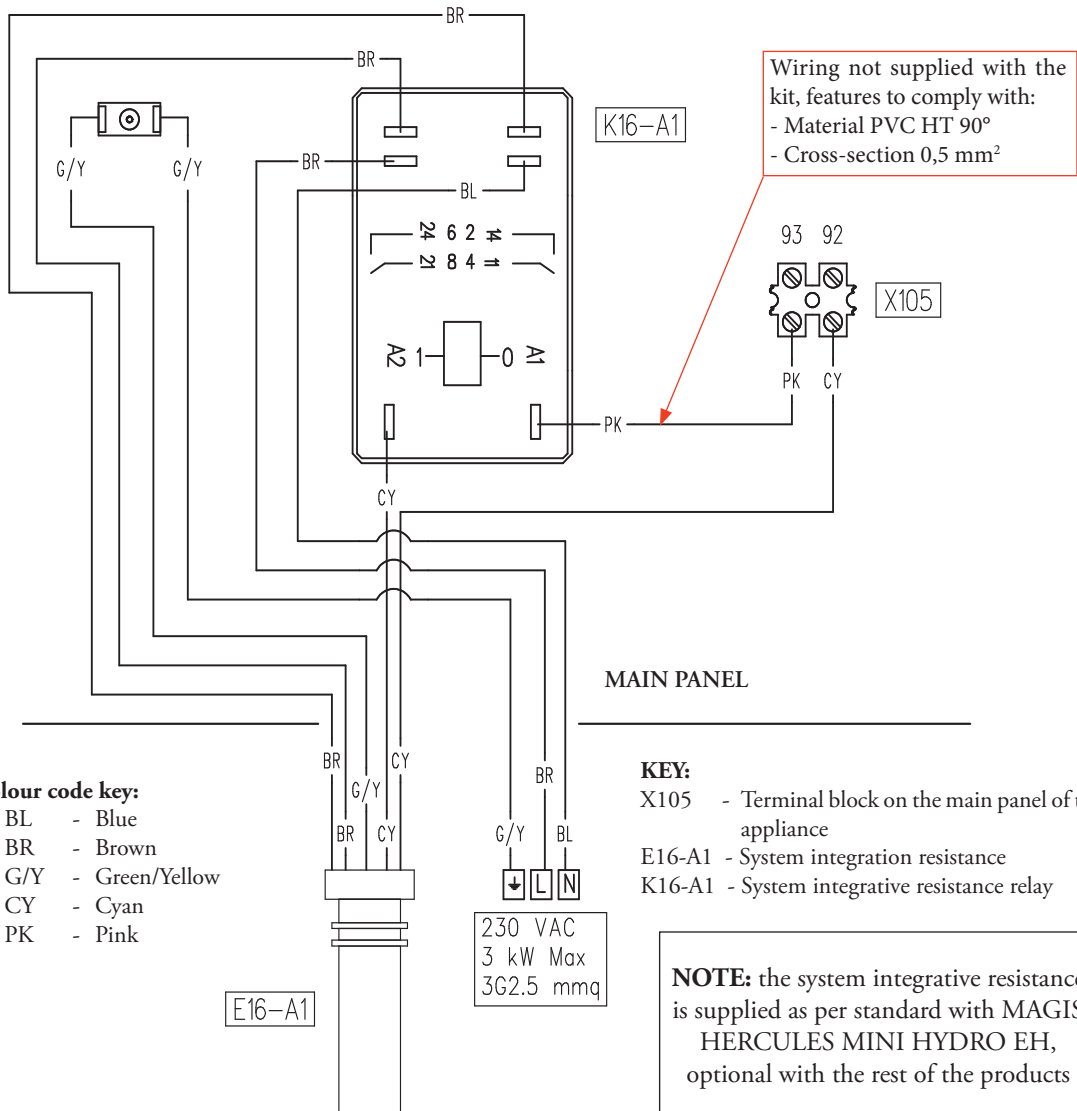 BR
BR
Wiring not supplied with the
kit, features to comply with:
- Material PVC HT 90°
- Cross-section 0,5 mm²
K16-A1
G/Y
G/Y
BR
BL
24 6 2 14
21 8 4 11
93 92
X105
A2 1 0 A1
PK CY
PK
CY
MAIN PANEL
BR
CY
G/Y
BR
CY
BR
G/Y
BL
lour code key:
BL - Blue
BR - Brown
G/Y - Green/Yellow
CY - Cyan
PK - Pink
L N
230 VAC
3 kW Max
3G2.5 mmq
E16-A1
KEY:
X105 - Terminal block on the main panel of
appliance
E16-A1 - System integration resistance
K16-A1 - System integrative resistance relay
NOTE: the system integrative resistance
is supplied as per standard with MAGIS
HERCULES MINI HYDRO EH,
optional with the rest of the products